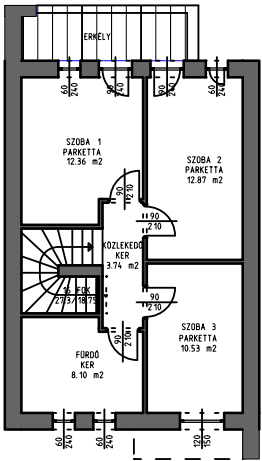 ERKÉLY
60
240
90
240
90
240
60
240
SZOBA 1
PARKETTA
12.36 m2
SZOBA 2
PARKETTA
12.87 m2
90
210
90
210
KÖZLEKEDŐ
KER
3.74 m2
16 FOK
27.3/18.75
90
210
SZOBA 3
PARKETTA
10.53 m2
90
210
FÜRDŐ
KER
8.10 m2
60
240
60
240
120
150